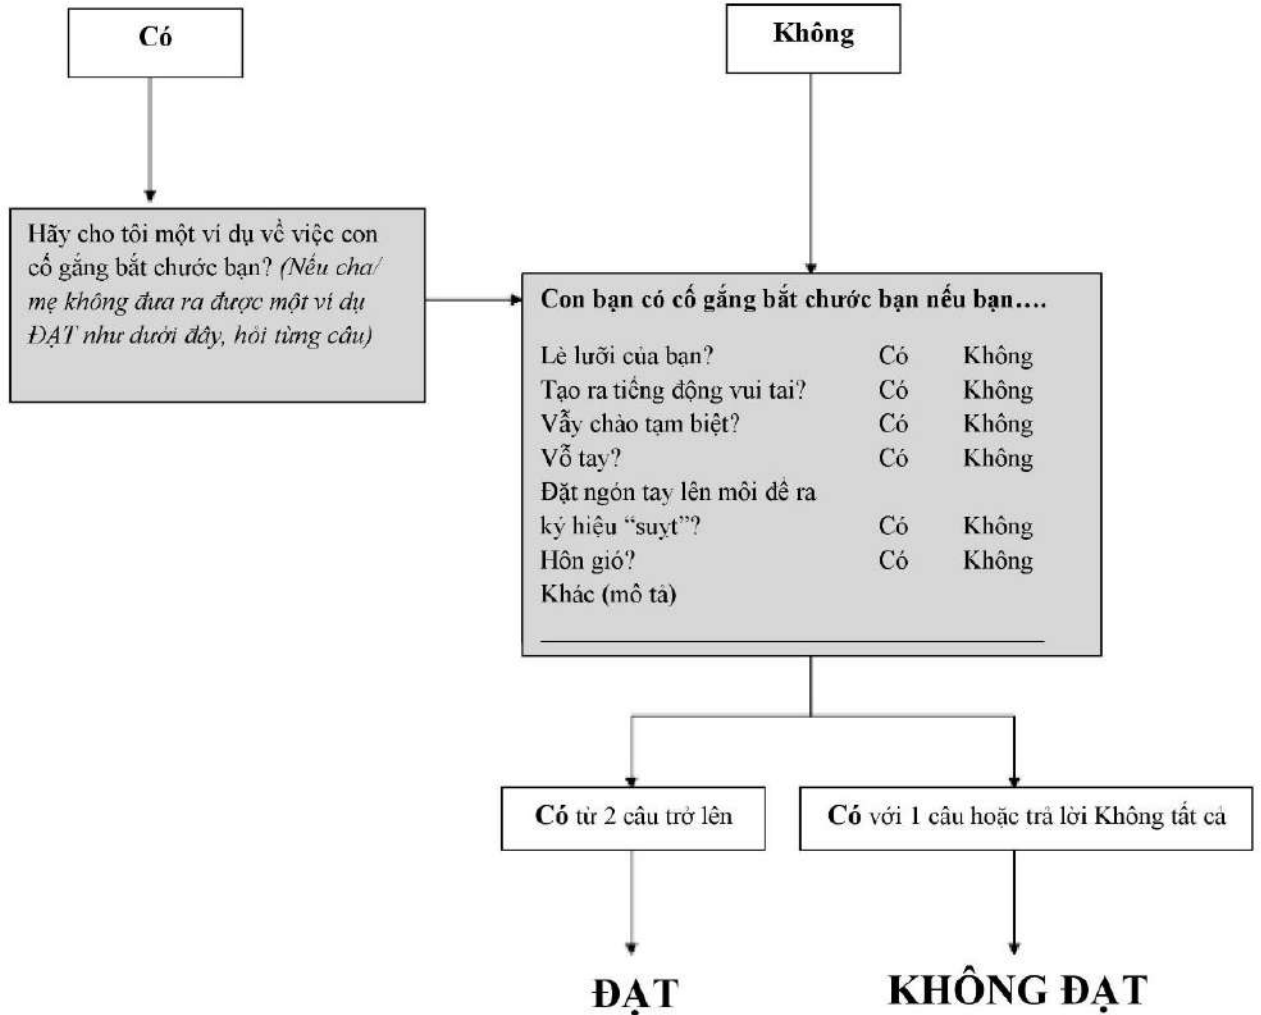 Có
Không
Hãy cho tôi một ví dụ về việc con
cố gắng bắt chước bạn? (Nếu cha/
mẹ không đưa ra được một ví dụ
ĐẠT như dưới đây, hỏi từng câu)
Con bạn có cố gắng bắt chước bạn nếu bạn….
Lè lưỡi của bạn? Có Không
Tạo ra tiếng động vui tai? Có Không
Vẫy chào tạm biệt? Có Không
Vỗ tay? Có Không
Đặt ngón tay lên môi để ra
ký hiệu “suỵt”? Có Không
Hôn gió? Có Không
Khác (mô tả)
Có từ 2 câu trở lên
Có với 1 câu hoặc trả lời Không tất cả
ĐẠT
KHÔNG ĐẠT